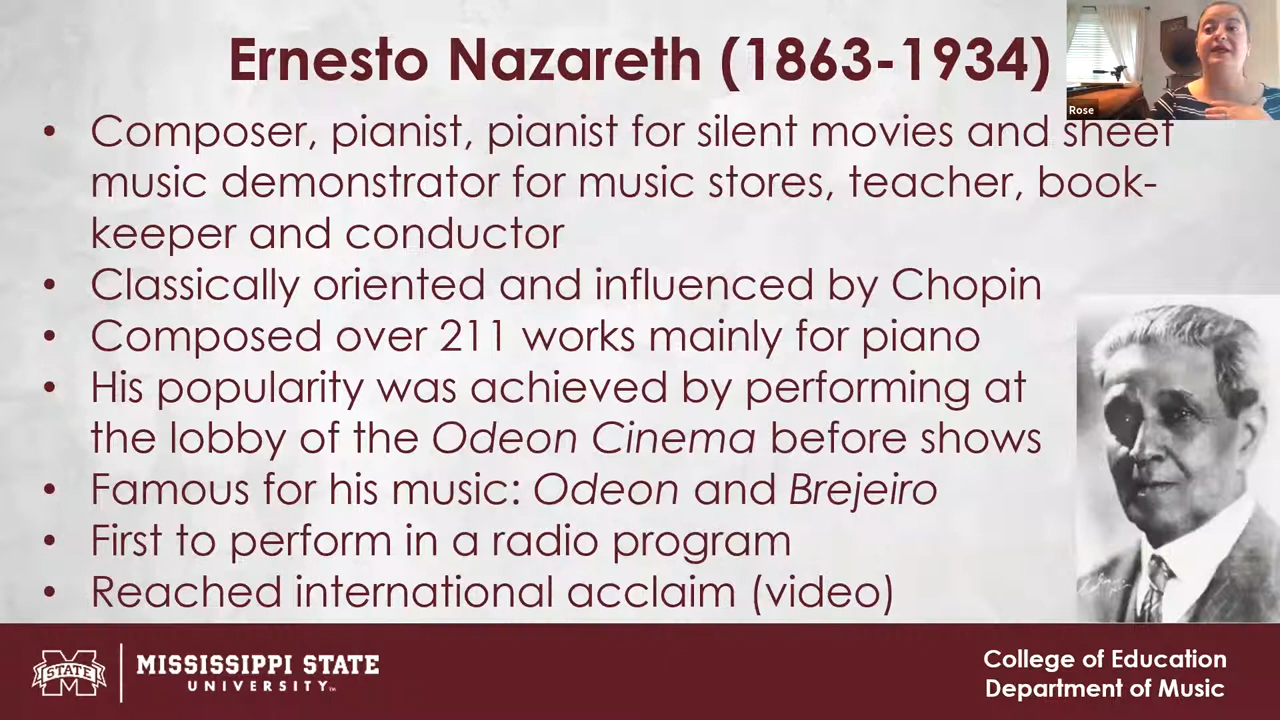 Ernesto Nazareth (1863-1934)
Rose
• Composer, pianist, pianist for silent movies and sheet
music demonstrator for music stores, teacher, book-
keeper and conductor
• Classically oriented and influenced by Chopin
• Composed over 211 works mainly for piano
• His popularity was achieved by performing at
the lobby of the Odeon Cinema before shows
• Famous for his music: Odeon and Brejeiro
• First to perform in a radio program
• Reached international acclaim (video)
STATE
MISSISSIPPI STATE
UNIVERSITY™
College of Education
Department of Music